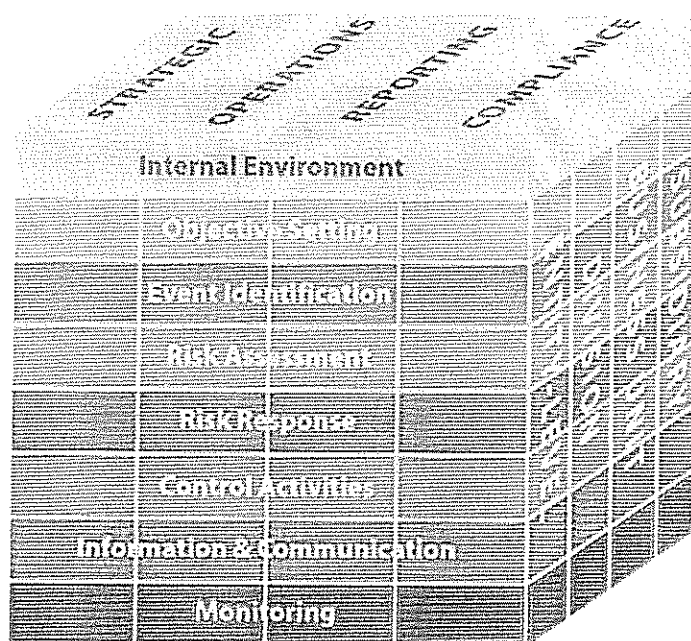 STRATEGIC
OPERATIONS
REPORTING
COMPLIANCE
Internal Environment
Objective Setting
Event Identification
Risk Assessment
Risk Response
Control Activities
Information & Communication
Monitoring